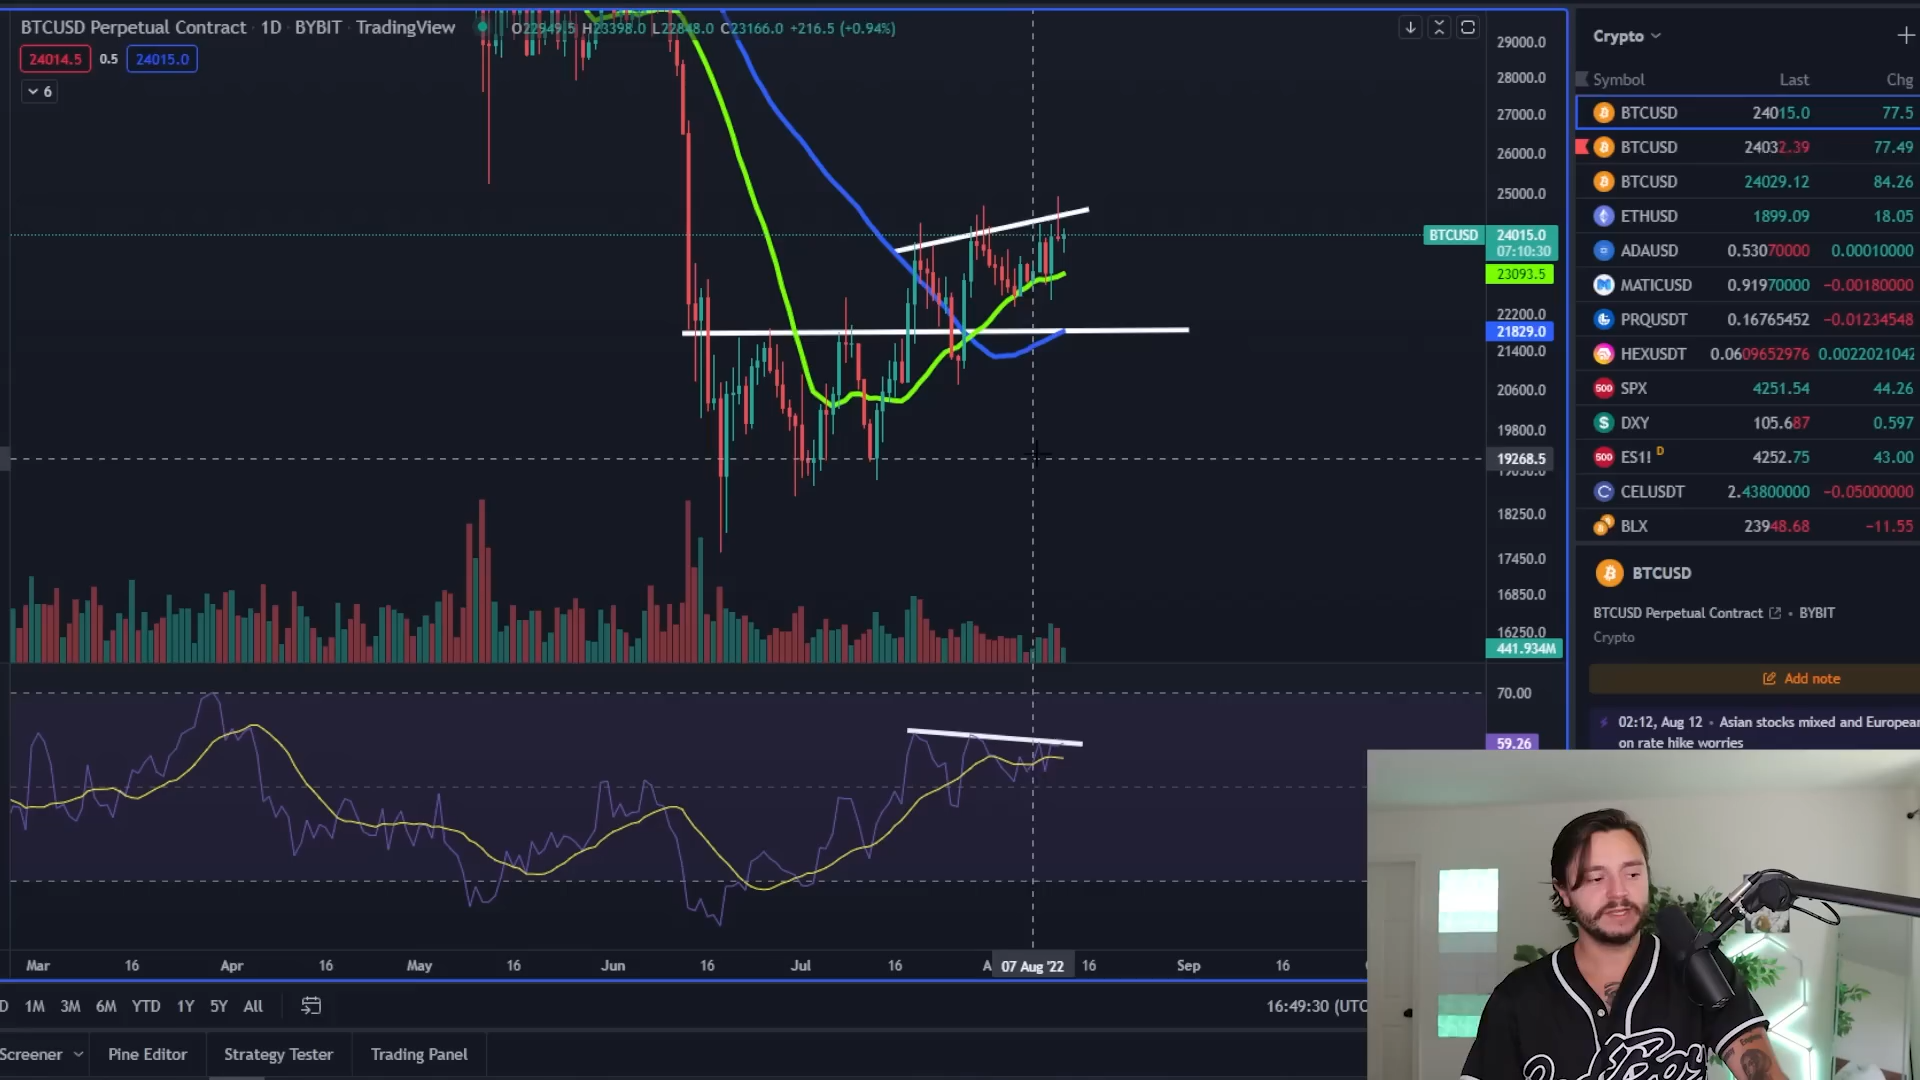 BTCUSD Perpetual Contract · 1D · BYBIT · TradingView
O22949.5 H23398.0 L22848.0 C23166.0 +216.5 (+0.94%)
24014.5 0.5 24015.0
6
29000.0
28000.0
27000.0
26000.0
25000.0
BTCUSD 24015.0
07:10:30
23093.5
22200.0
21829.0
21400.0
20600.0
19800.0
19268.5
18250.0
17450.0
16850.0
16250.0
441.934M
70.00
59.26
Mar 16 Apr 16 May 16 Jun 16 Jul 16 A 07 Aug '22 16 Sep 16
D 1M 3M 6M YTD 1Y 5Y All
16:49:30 (UTC
Screener Pine Editor Strategy Tester Trading Panel
Crypto
Symbol Last Chg
BTCUSD 24015.0 77.5
BTCUSD 24032.39 77.49
BTCUSD 24029.12 84.26
ETHUSD 1899.09 18.05
ADAUSD 0.53070000 0.00010000
MATICUSD 0.91970000 −0.00180000
PRQUSDT 0.16765452 −0.01234548
HEXUSDT 0.0609652976 0.0022021042
500 SPX 4251.54 44.26
DXY 105.687 0.597
500 ES1! D 4252.75 43.00
CELUSDT 2.43800000 −0.05000000
BLX 23948.68 −11.55
BTCUSD
BTCUSD Perpetual Contract • BYBIT
Crypto
Add note
02:12, Aug 12 • Asian stocks mixed and European
on rate hike worries